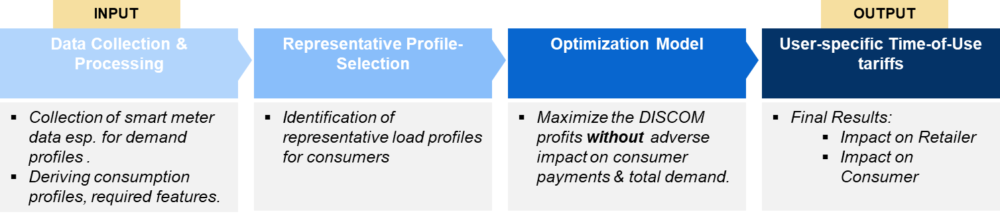 INPUT
OUTPUT
Data Collection &
Processing
Representative Profile-
Selection
Optimization Model
User-specific Time-of-Use
tariffs
▪ Collection of smart meter
data esp. for demand
profiles .
▪ Deriving consumption
profiles, required features.
▪ Identification of
representative load profiles
for consumers
▪ Maximize the DISCOM
profits without adverse
impact on consumer
payments & total demand.
▪ Final Results:
▪ Impact on Retailer
▪ Impact on
Consumer